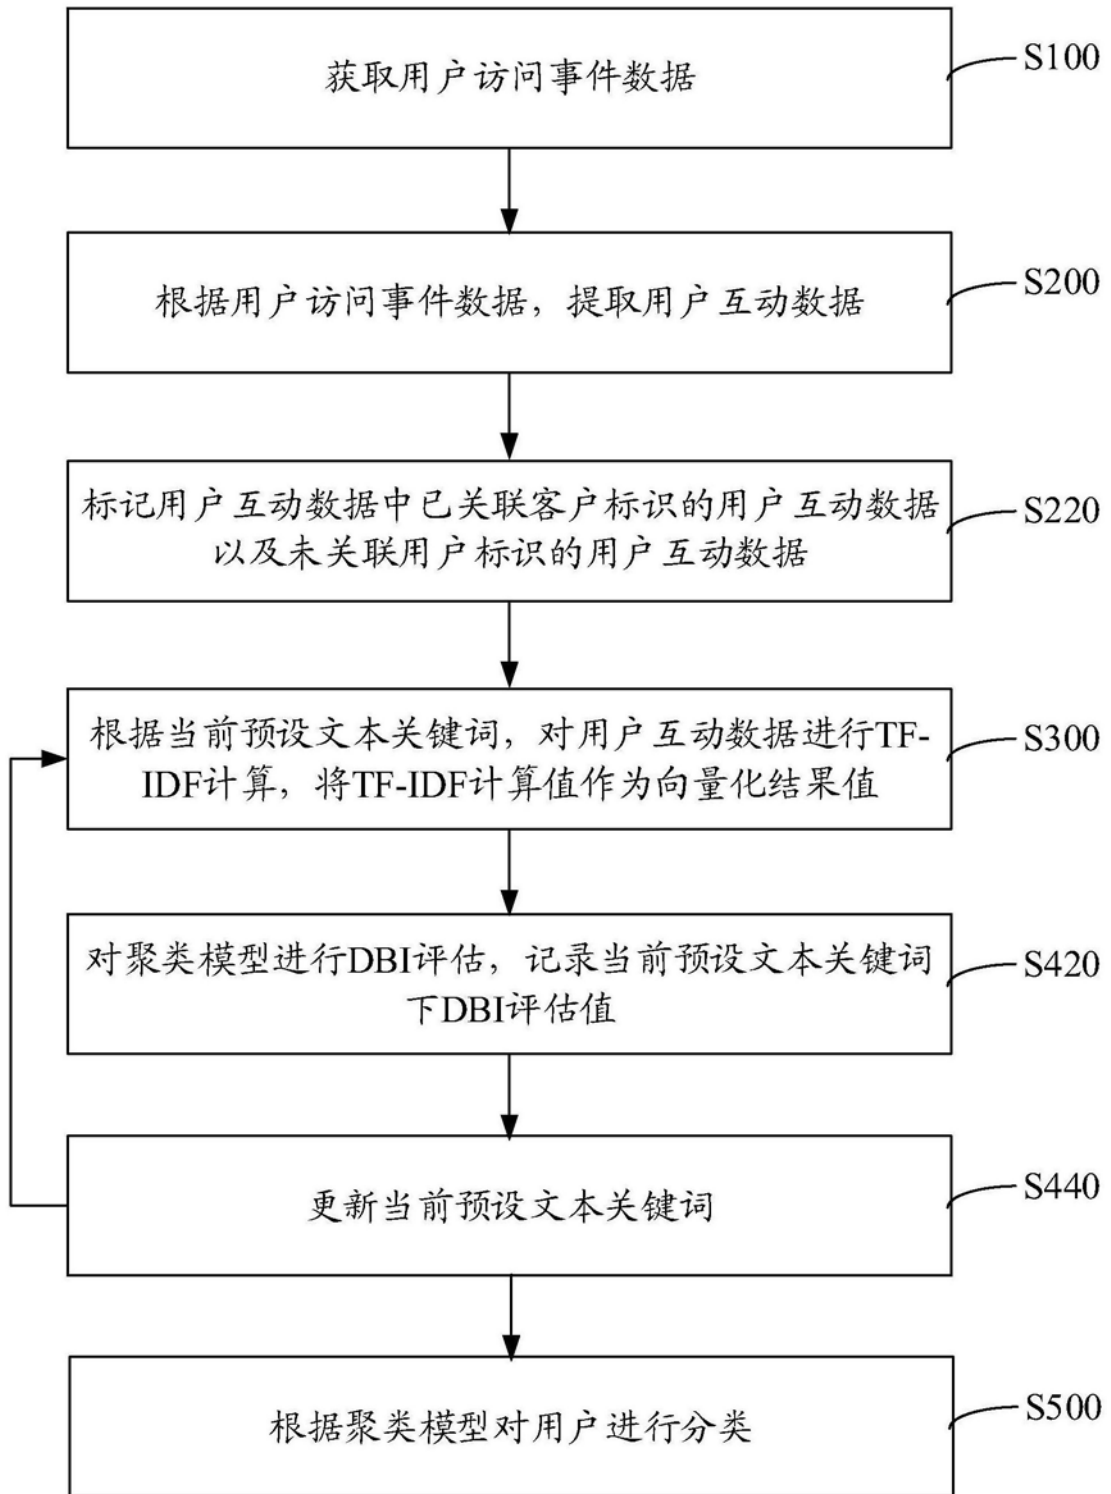 获取用户访问事件数据
S100
根据用户访问事件数据，提取用户互动数据
S200
标记用户互动数据中已关联客户标识的用户互动数据
以及未关联用户标识的用户互动数据
S220
根据当前预设文本关键词，对用户互动数据进行TF-
IDF计算，将TF-IDF计算值作为向量化结果值
S300
对聚类模型进行DBI评估，记录当前预设文本关键词
下DBI评估值
S420
更新当前预设文本关键词
S440
根据聚类模型对用户进行分类
S500